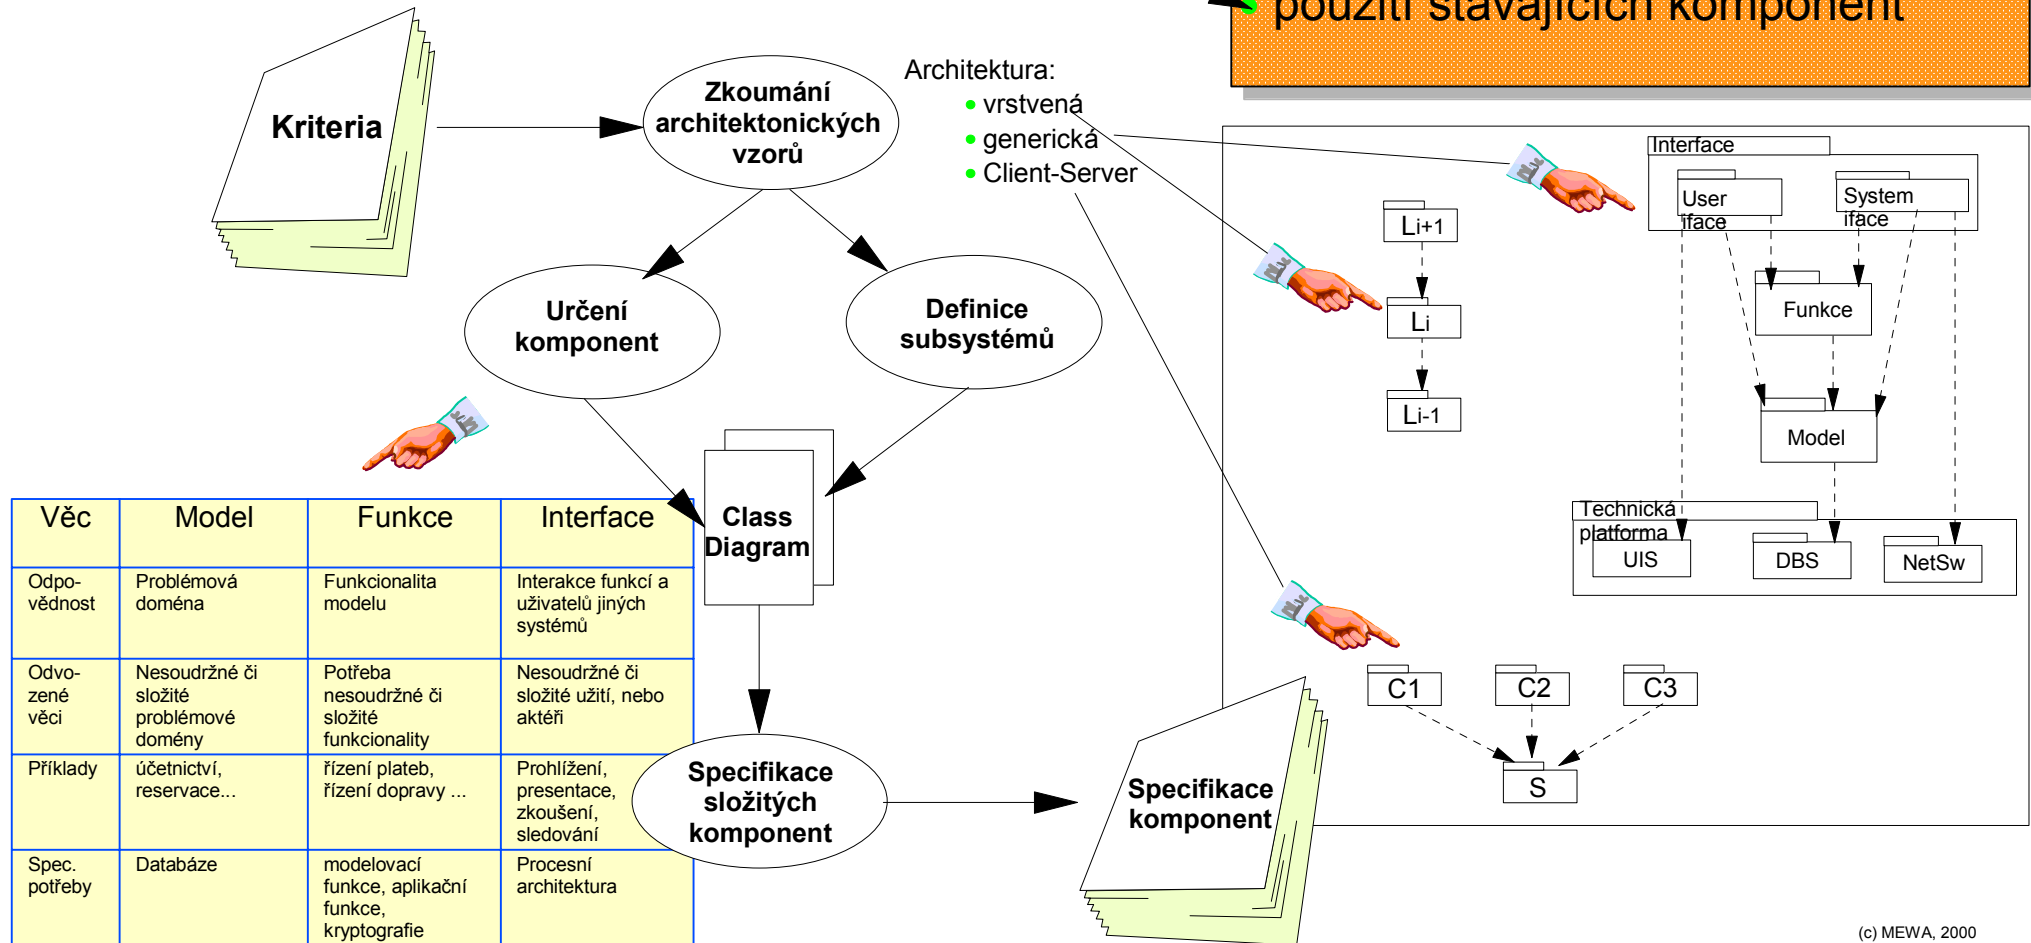 použití stávajících komponent
Kriteria
Zkoumání
architektonických
vzorů
Architektura:
• vrstvená
• generická
• Client-Server
Určení
komponent
Definice
subsystémů
Class
Diagram
Věc Model Funkce Interface
Odpo-
vědnost
Problémová
doména
Funkcionalita
modelu
Interakce funkcí a
uživatelů jiných
systémů
Odvo-
zené
věci
Nesoudržné či
složité
problémové
domény
Potřeba
nesoudržné či
složité
funkcionality
Nesoudržné či
složité užití, nebo
aktéři
Příklady
účetnictví,
reservace...
řízení plateb,
řízení dopravy ...
Prohlížení,
presentace,
zkoušení,
sledování
Spec.
potřeby
Databáze
modelovací
funkce, aplikační
funkce,
kryptografie
Procesní
architektura
Specifikace
složitých
komponent
Specifikace
komponent
Li+1
Li
Li-1
Interface
User
iface
System
iface
Funkce
Model
Technická
platforma
UIS
DBS
NetSw
C1
C2
C3
S
(c) MEWA, 2000